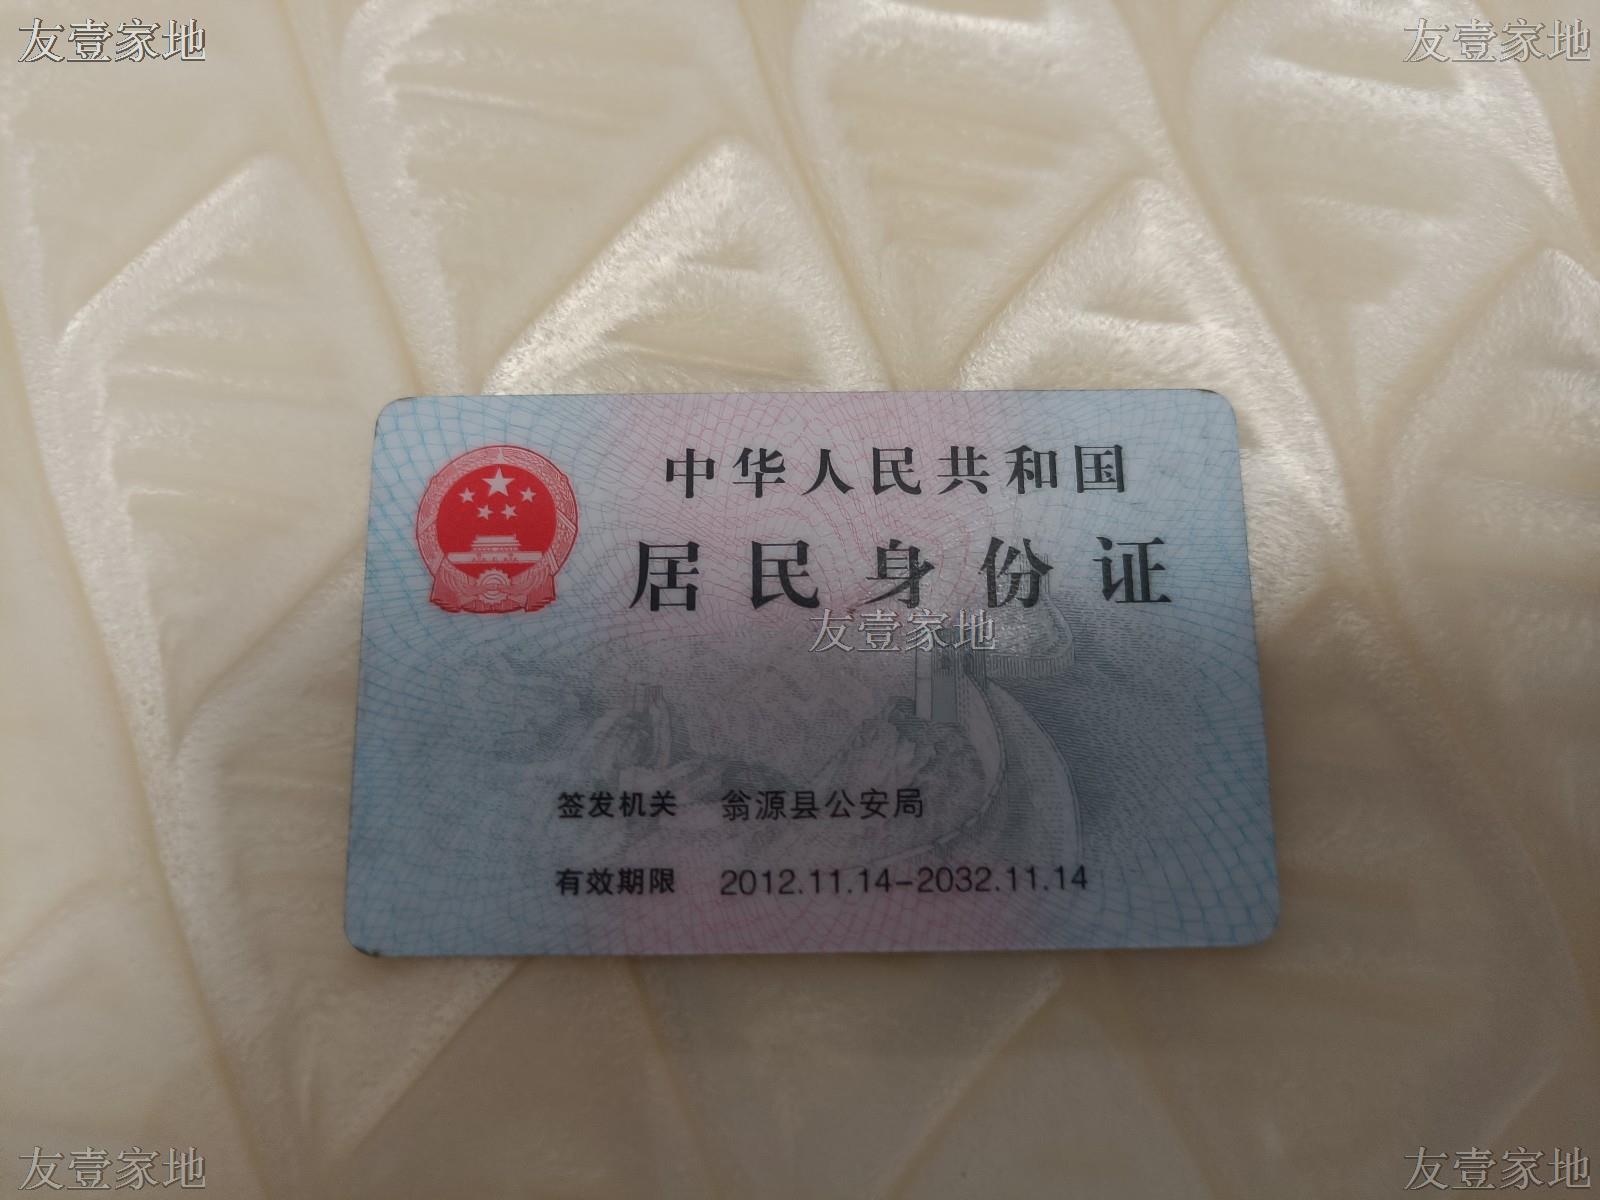 友壹家地
友壹家地
中华人民共和国
居民身份证
友壹家地
签发机关 翁源县公安局
有效期限 2012.11.14-2032.11.14
友壹家地
友壹家地